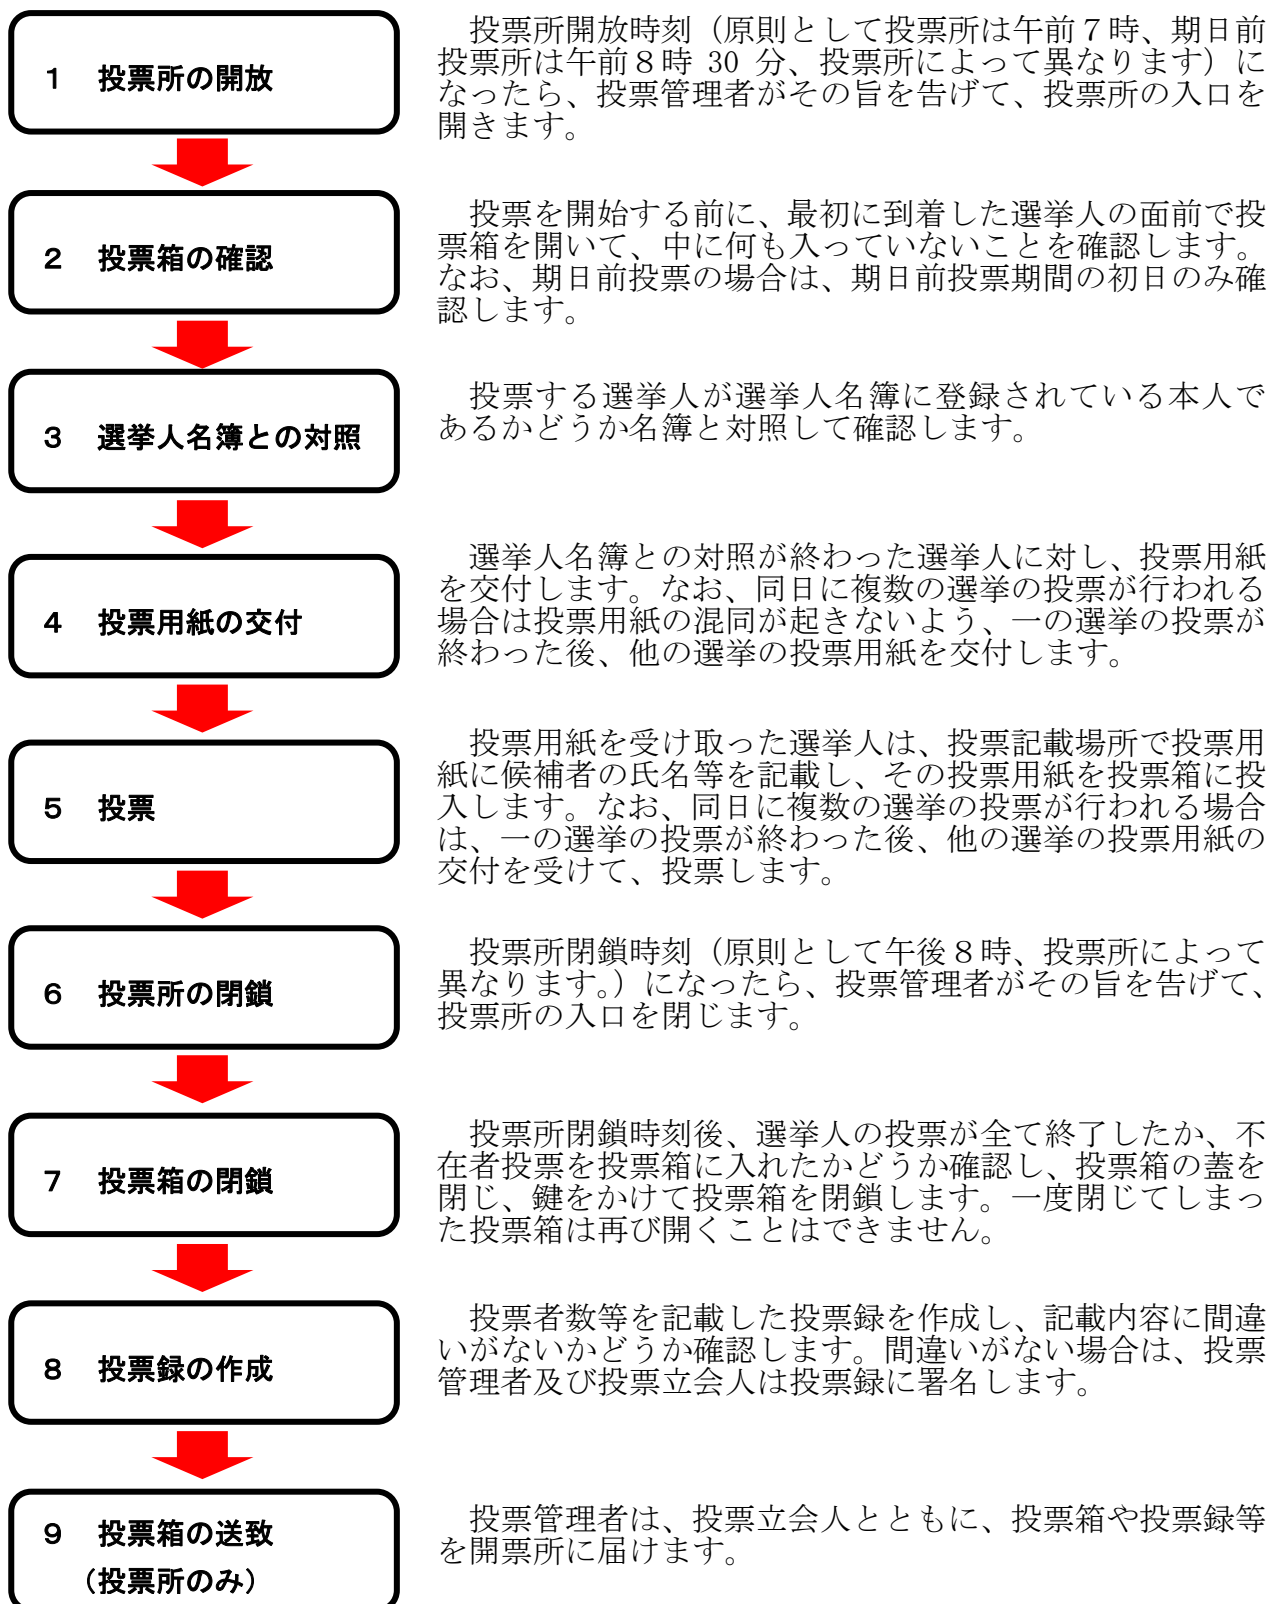 １　投票所の開放
投票所開放時刻（原則として投票所は午前７時、期日前
投票所は午前８時 30 分、投票所によって異なります）に
なったら、投票管理者がその旨を告げて、投票所の入口を
開きます。
２　投票箱の確認
投票を開始する前に、最初に到着した選挙人の面前で投
票箱を開いて、中に何も入っていないことを確認します。
なお、期日前投票の場合は、期日前投票期間の初日のみ確
認します。
３　選挙人名簿との対照
投票する選挙人が選挙人名簿に登録されている本人で
あるかどうか名簿と対照して確認します。
４　投票用紙の交付
選挙人名簿との対照が終わった選挙人に対し、投票用紙
を交付します。なお、同日に複数の選挙の投票が行われる
場合は投票用紙の混同が起きないよう、一の選挙の投票が
終わった後、他の選挙の投票用紙を交付します。
５　投票
投票用紙を受け取った選挙人は、投票記載場所で投票用
紙に候補者の氏名等を記載し、その投票用紙を投票箱に投
入します。なお、同日に複数の選挙の投票が行われる場合
は、一の選挙の投票が終わった後、他の選挙の投票用紙の
交付を受けて、投票します。
６　投票所の閉鎖
投票所閉鎖時刻（原則として午後８時、投票所によって
異なります。）になったら、投票管理者がその旨を告げて、
投票所の入口を閉じます。
７　投票箱の閉鎖
投票所閉鎖時刻後、選挙人の投票が全て終了したか、不
在者投票を投票箱に入れたかどうか確認し、投票箱の蓋を
閉じ、鍵をかけて投票箱を閉鎖します。一度閉じてしまっ
た投票箱は再び開くことはできません。
８　投票録の作成
投票者数等を記載した投票録を作成し、記載内容に間違
いがないかどうか確認します。間違いがない場合は、投票
管理者及び投票立会人は投票録に署名します。
９　投票箱の送致
（投票所のみ）
投票管理者は、投票立会人とともに、投票箱や投票録等
を開票所に届けます。